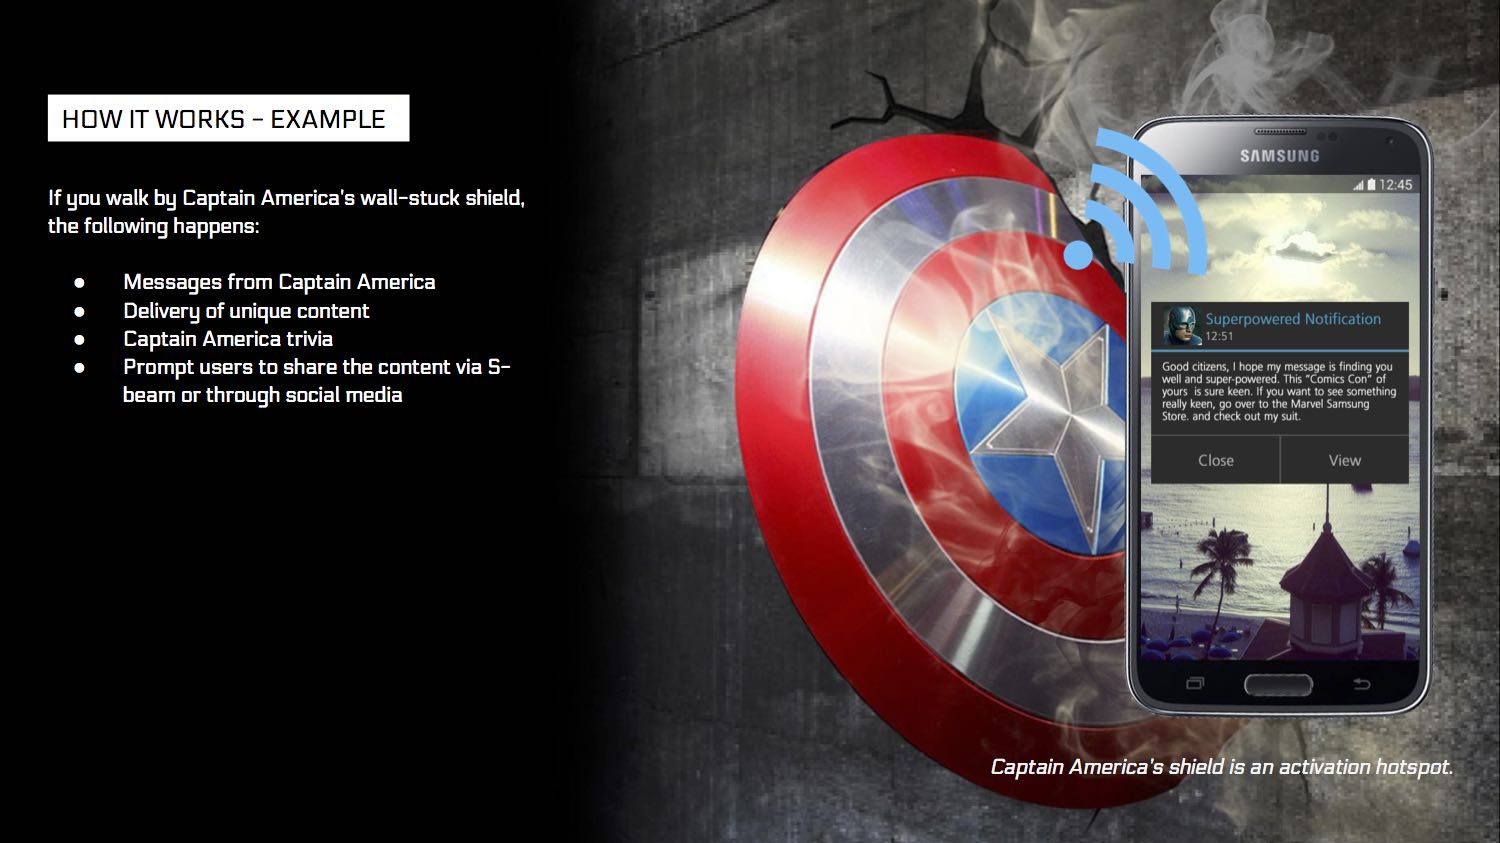 HOW IT WORKS - EXAMPLE
If you walk by Captain America's wall-stuck shield,
the following happens:
● Messages from Captain America
● Delivery of unique content
● Captain America trivia
● Prompt users to share the content via S-
beam or through social media
SAMSUNG
12:45
Superpowered Notification
12:51
Good citizens, I hope my message is finding you
well and super-powered. This "Comics Con" of
yours is sure keen. If you want to see something
really keen, go over to the Marvel Samsung
Store. and check out my suit.
Close View
Captain America's shield is an activation hotspot.